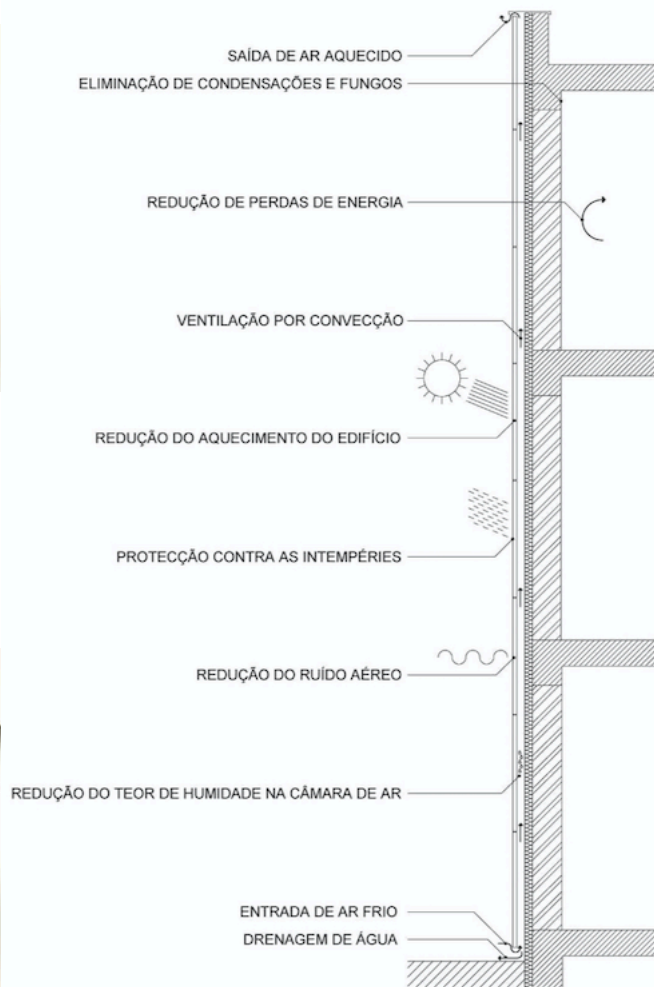 SAÍDA DE AR AQUECIDO
ELIMINAÇÃO DE CONDENSAÇÕES E FUNGOS
REDUÇÃO DE PERDAS DE ENERGIA
VENTILAÇÃO POR CONVECÇÃO
REDUÇÃO DO AQUECIMENTO DO EDIFÍCIO
PROTECÇÃO CONTRA AS INTEMPÉRIES
REDUÇÃO DO RUÍDO AÉREO
REDUÇÃO DO TEOR DE HUMIDADE NA CÂMARA DE AR
ENTRADA DE AR FRIO
DRENAGEM DE ÁGUA